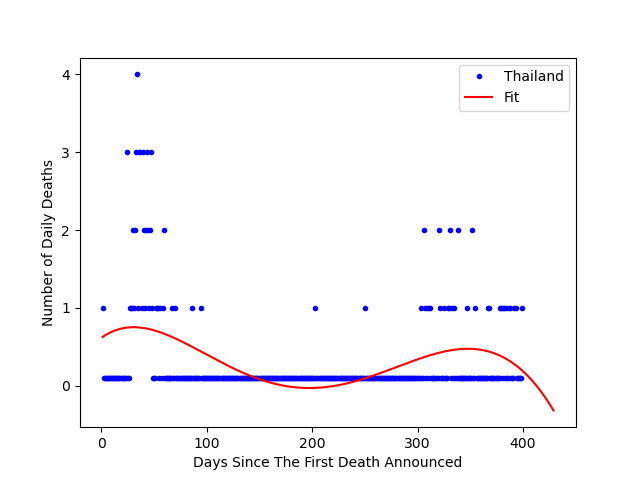 Thailand
Fit
4
3
2
1
0
Number of Daily Deaths
0 100 200 300 400
Days Since The First Death Announced